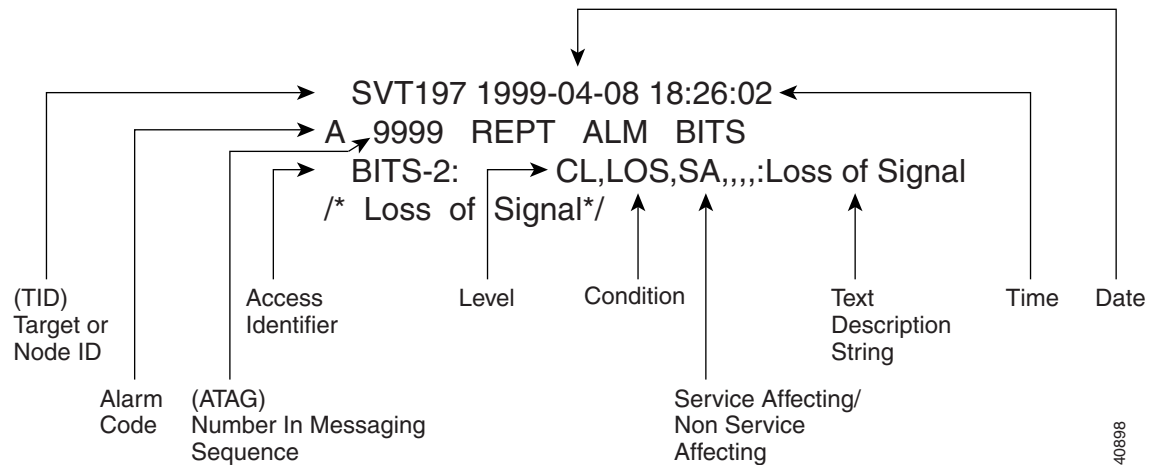 SVT197 1999-04-08 18:26:02
A 9999 REPT ALM BITS
BITS-2: CL,LOS,SA,,,,:Loss of Signal
/* Loss of Signal*/
(TID)
Target or
Node ID
Access
Identifier
Level
Condition
Text
Description
String
Time
Date
Alarm
Code
(ATAG)
Number In Messaging
Sequence
Service Affecting/
Non Service
Affecting
40898